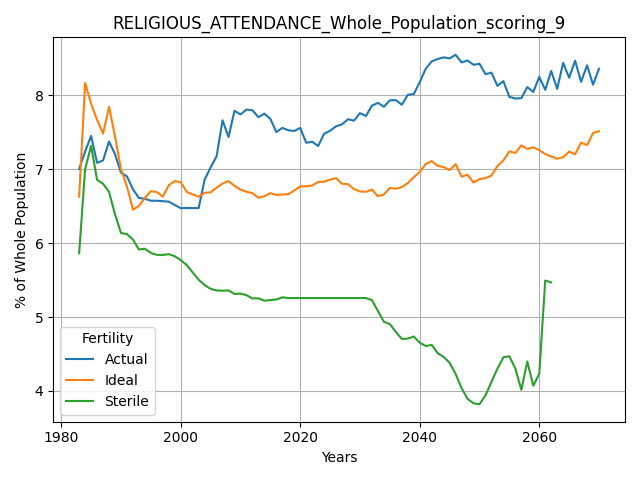 RELIGIOUS_ATTENDANCE_Whole_Population_scoring_9
% of Whole Population
8
7
6
5
4
Fertility
Actual
Ideal
Sterile
1980 2000 2020 2040 2060
Years